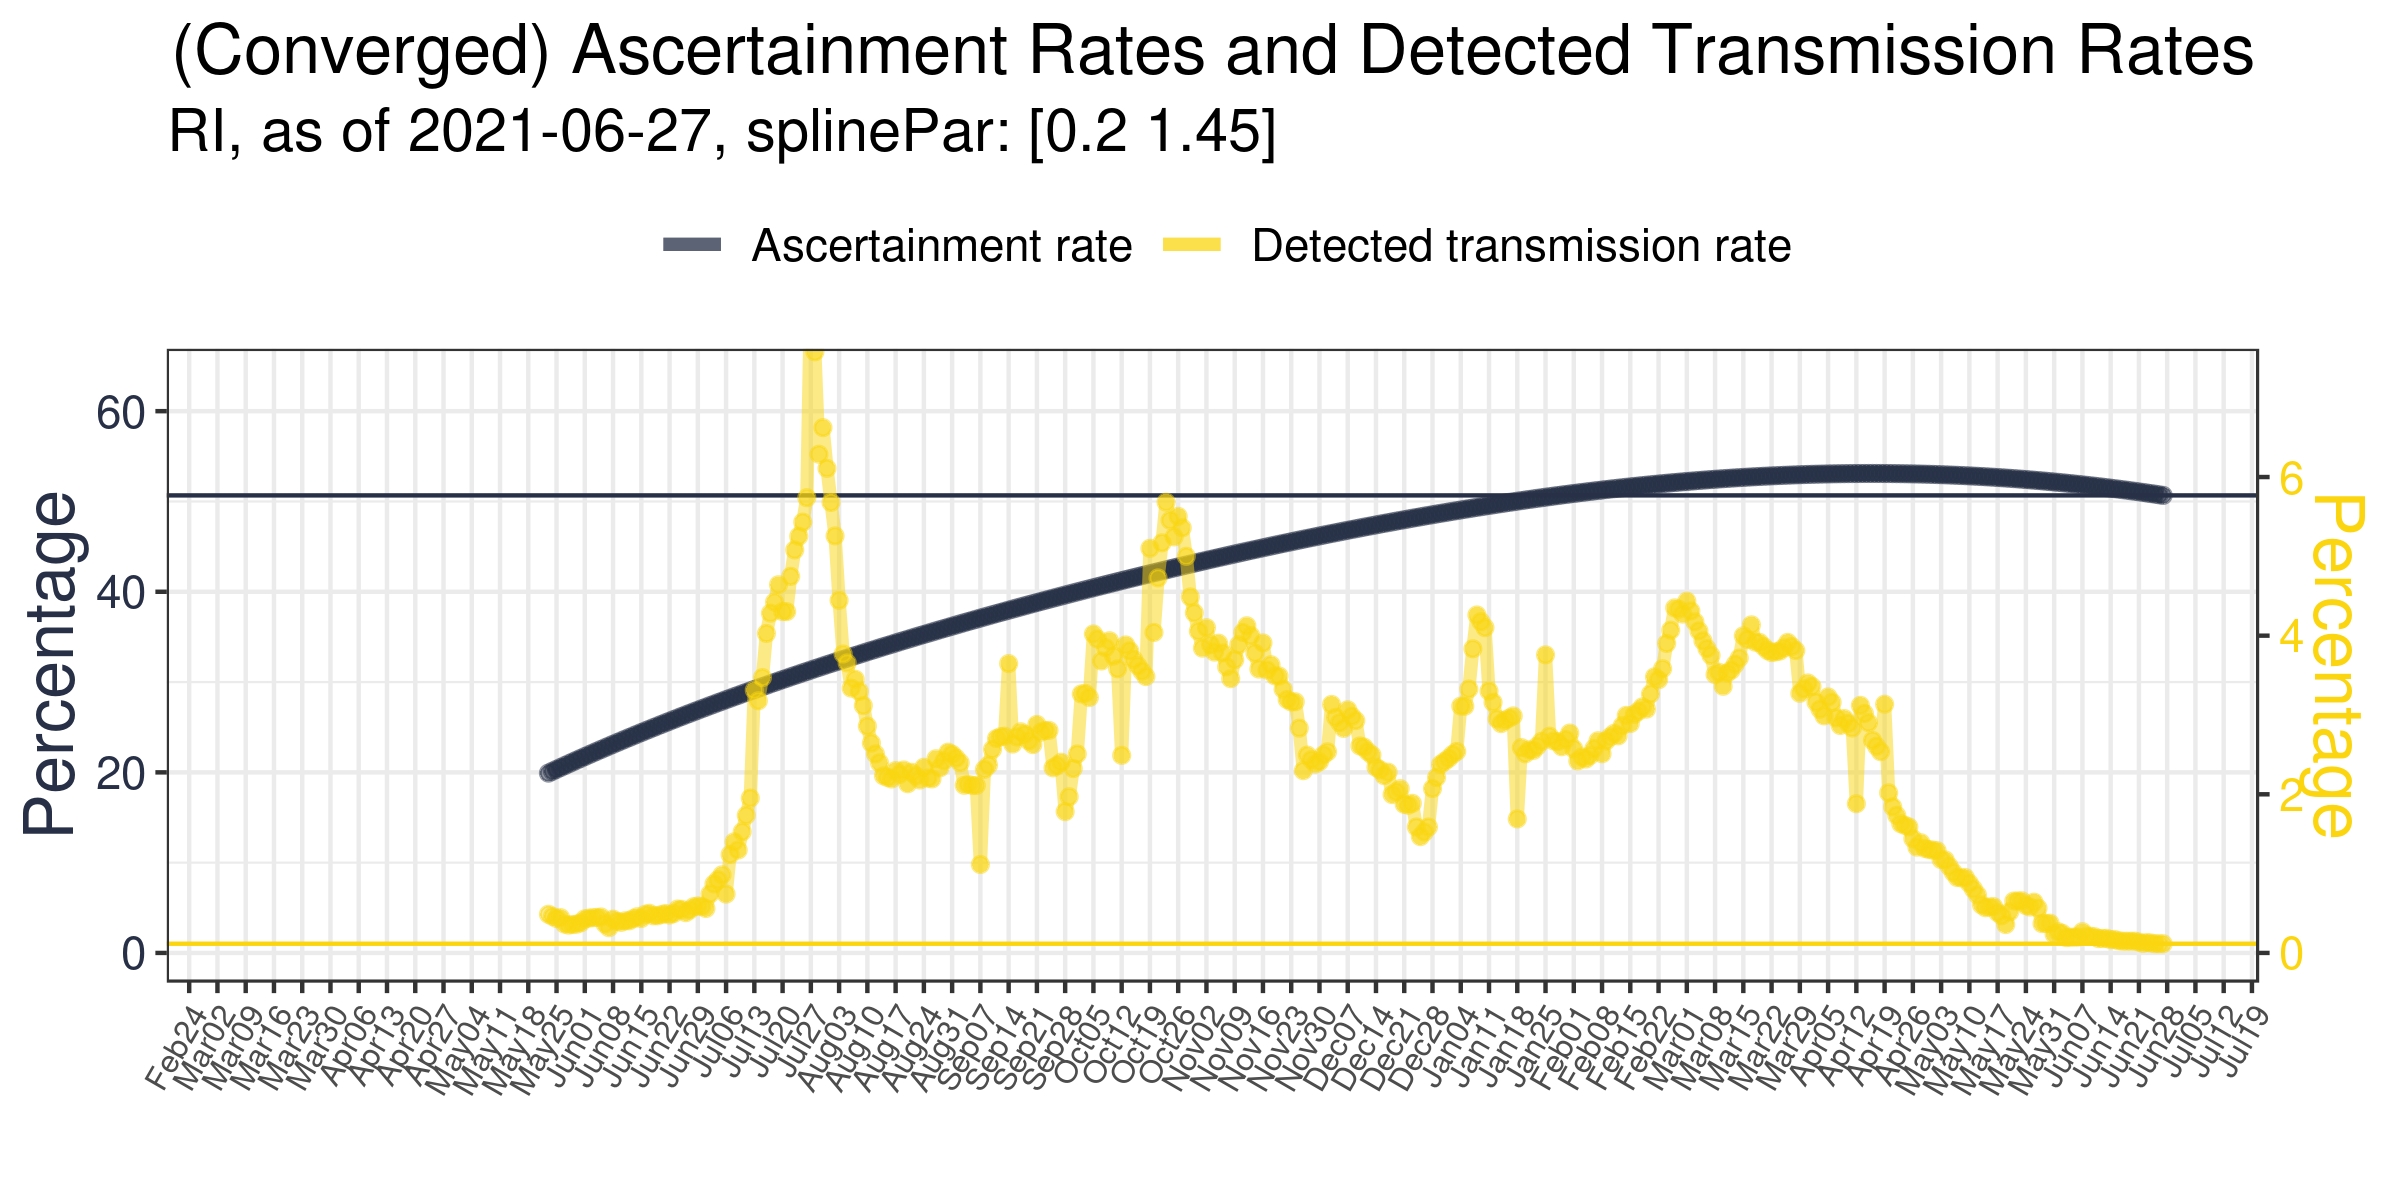 (Converged) Ascertainment Rates and Detected Transmission Rates
RI, as of 2021-06-27, splinePar: [0.2 1.45]
Ascertainment rate
Detected transmission rate
Percentage
60
40
20
0
6
4
2
0
Percentage
Feb24
Mar02
Mar09
Mar16
Mar23
Mar30
Apr06
Apr13
Apr20
Apr27
May04
May11
May18
May25
Jun01
Jun08
Jun15
Jun22
Jun29
Jul06
Jul13
Jul20
Jul27
Aug03
Aug10
Aug17
Aug24
Aug31
Sep07
Sep14
Sep21
Sep28
Oct05
Oct12
Oct19
Oct26
Nov02
Nov09
Nov16
Nov23
Nov30
Dec07
Dec14
Dec21
Dec28
Jan04
Jan11
Jan18
Jan25
Feb01
Feb08
Feb15
Feb22
Mar01
Mar08
Mar15
Mar22
Mar29
Apr05
Apr12
Apr19
Apr26
May03
May10
May17
May24
May31
Jun07
Jun14
Jun21
Jun28
Jul05
Jul12
Jul19